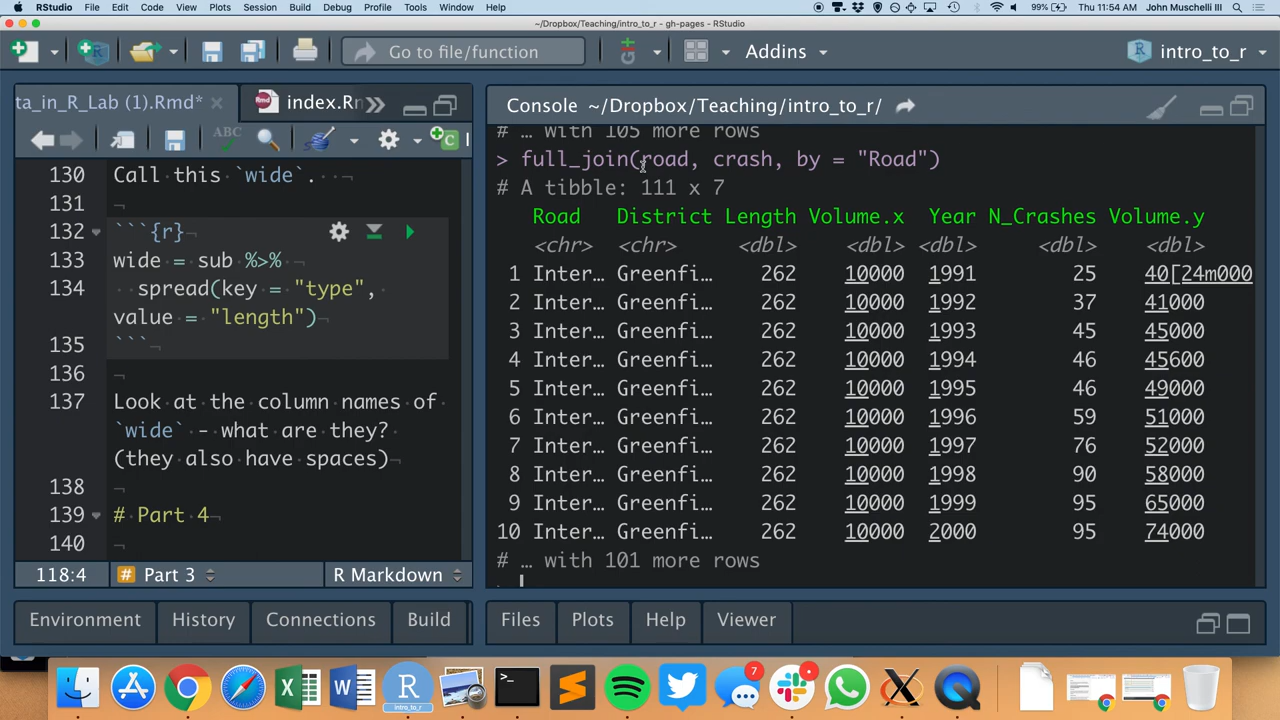 RStudio File Edit Code View Plots Session Build Debug Profile Tools Window Help 99% Thu 11:54 AM John Muschelli III
~/Dropbox/Teaching/intro_to_r - gh-pages - RStudio
Go to file/function Addins intro_to_r
ta_in_R_Lab (1).Rmd* index.Rm
ABC
130 Call this `wide`.
131
132 ```{r}
133 wide = sub %>%
134 spread(key = "type",
value = "length")
135 ```
136
137 Look at the column names of
`wide` - what are they?
(they also have spaces)
138
139 # Part 4
140
118:4 # Part 3 R Markdown
Console ~/Dropbox/Teaching/intro_to_r/
# … with 105 more rows
> full_join(road, crash, by = "Road")
# A tibble: 111 x 7
Road District Length Volume.x Year N_Crashes Volume.y
<chr> <chr> <dbl> <dbl> <dbl> <dbl> <dbl>
1 Inter… Greenfi… 262 10000 1991 25 40[24m000
2 Inter… Greenfi… 262 10000 1992 37 41000
3 Inter… Greenfi… 262 10000 1993 45 45000
4 Inter… Greenfi… 262 10000 1994 46 45600
5 Inter… Greenfi… 262 10000 1995 46 49000
6 Inter… Greenfi… 262 10000 1996 59 51000
7 Inter… Greenfi… 262 10000 1997 76 52000
8 Inter… Greenfi… 262 10000 1998 90 58000
9 Inter… Greenfi… 262 10000 1999 95 65000
10 Inter… Greenfi… 262 10000 2000 95 74000
# … with 101 more rows
Environment History Connections Build
Files Plots Help Viewer
R
intro_to_r
7